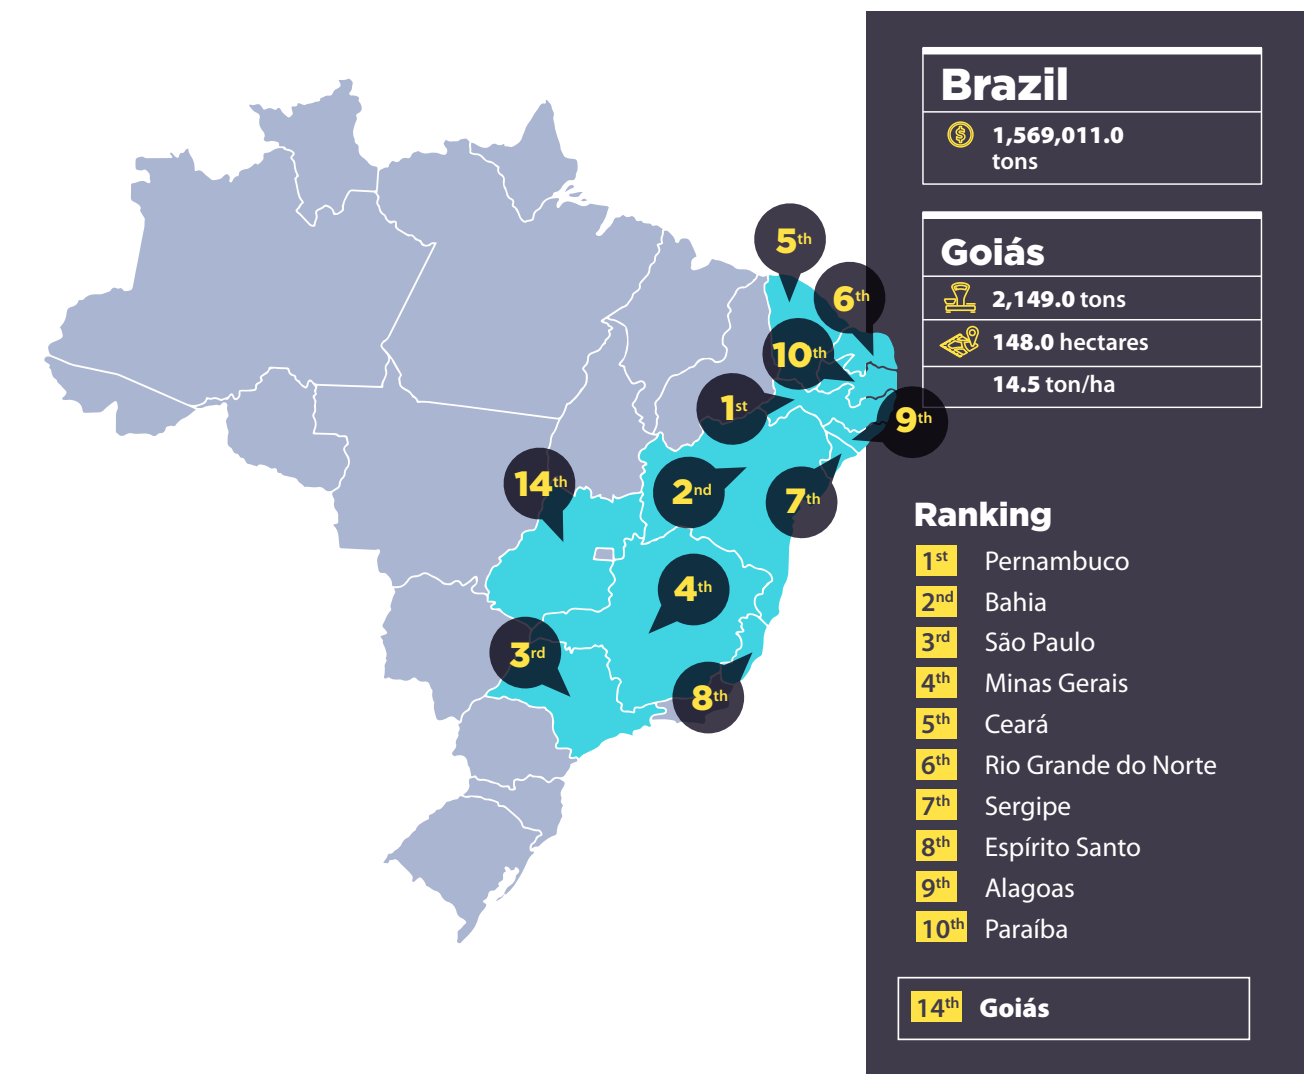 5th
6th
10th
1st
9th
14th
2nd
7th
4th
3rd
8th
Brazil
1,569,011.0
tons
Goiás
2,149.0 tons
148.0 hectares
14.5 ton/ha
Ranking
1st Pernambuco
2nd Bahia
3rd São Paulo
4th Minas Gerais
5th Ceará
6th Rio Grande do Norte
7th Sergipe
8th Espírito Santo
9th Alagoas
10th Paraíba
14th Goiás